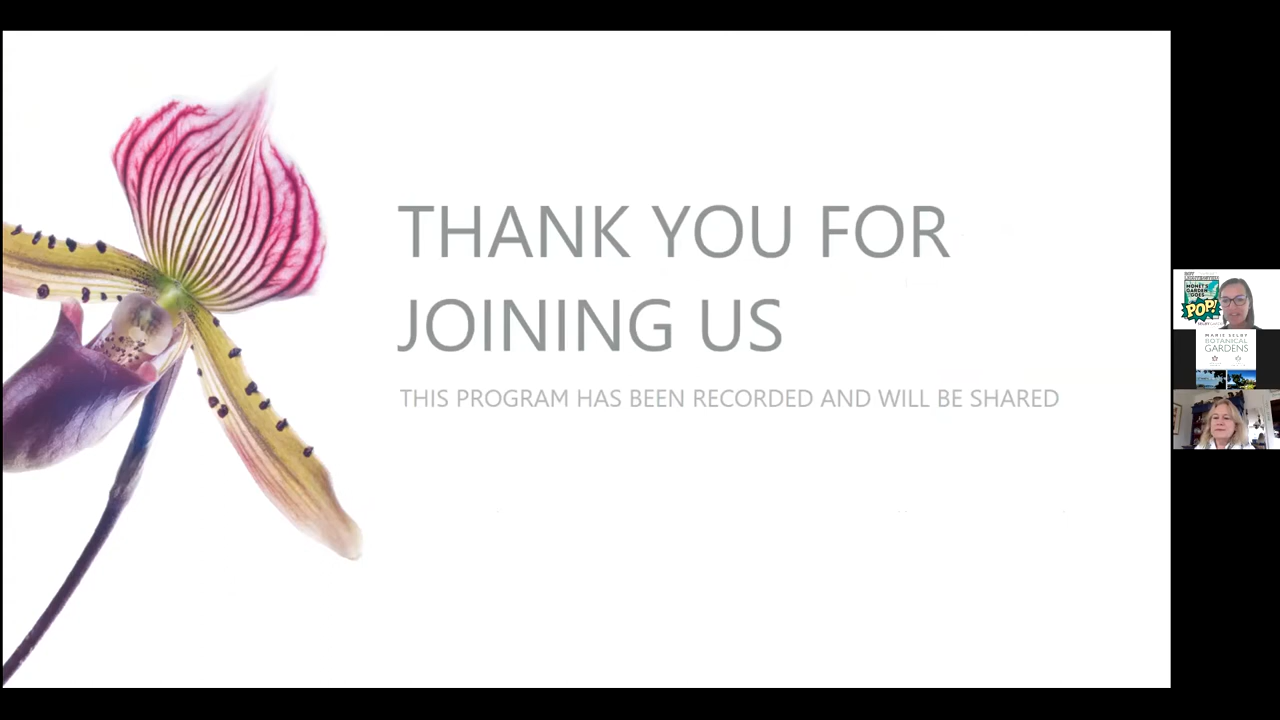 THANK YOU FOR
JOINING US
THIS PROGRAM HAS BEEN RECORDED AND WILL BE SHARED
MONET'S
GARDEN
GOES
POP!
MARIE SELBY
BOTANICAL
GARDENS